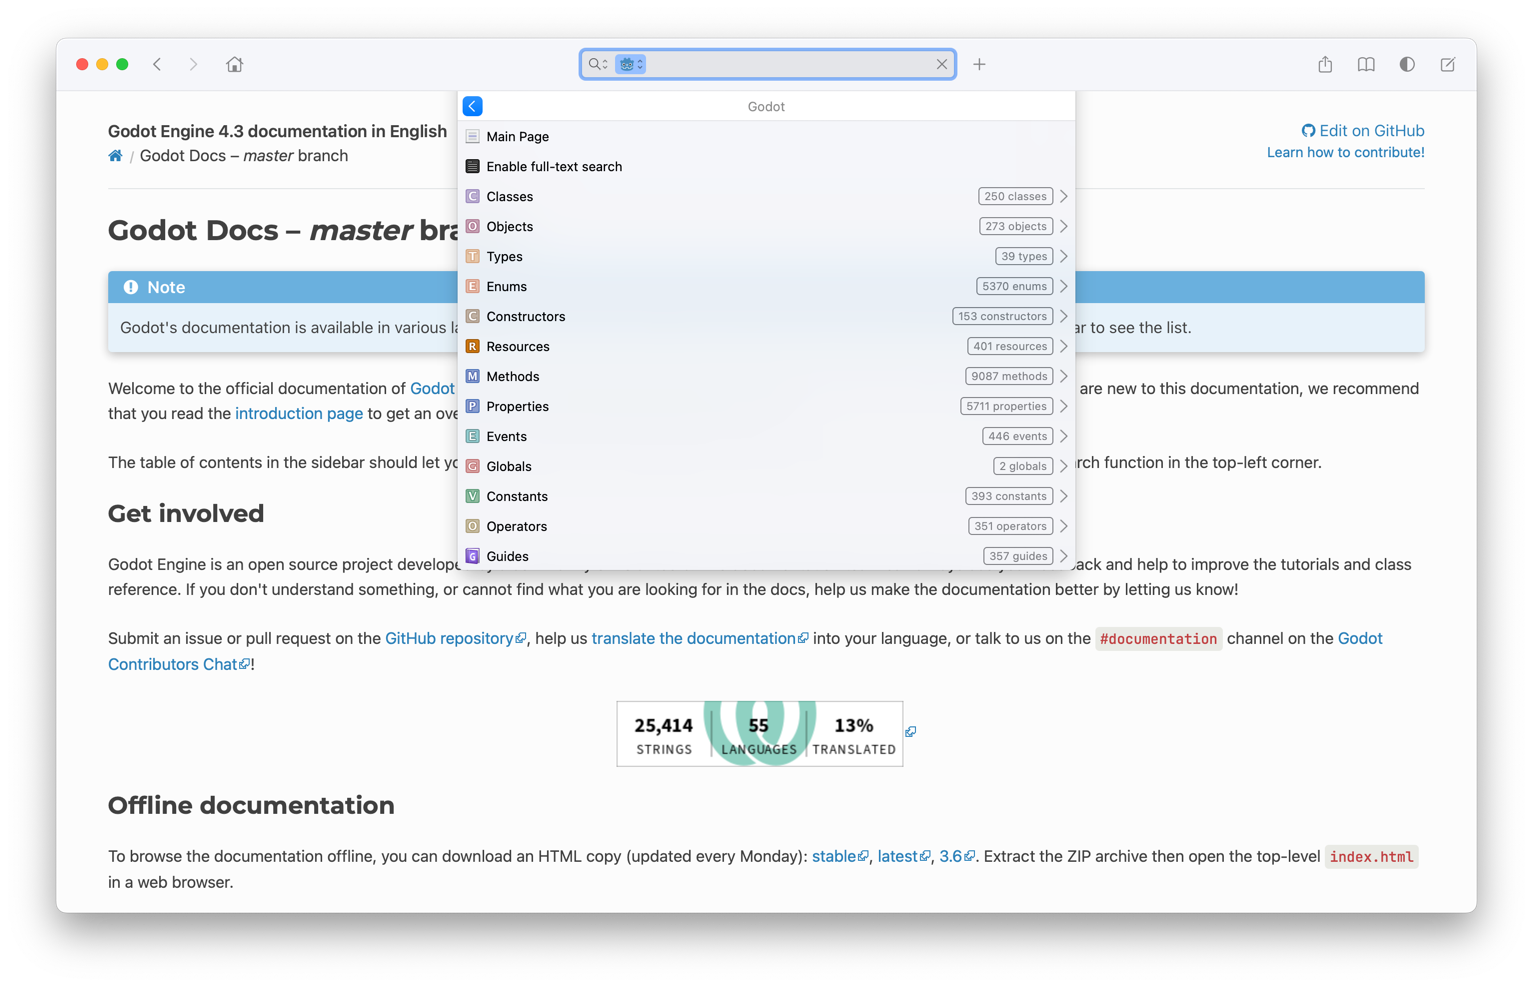 Godot
Main Page
Enable full-text search
Classes 250 classes
Objects 273 objects
Types 39 types
Enums 5370 enums
Constructors 153 constructors
Resources 401 resources
Methods 9087 methods
Properties 5711 properties
Events 446 events
Globals 2 globals
Constants 393 constants
Operators 351 operators
Guides 357 guides
Godot Engine 4.3 documentation in English
Edit on GitHub
/ Godot Docs – master branch
Learn how to contribute!
Godot Docs – master bra
Note
Godot's documentation is available in various la
ar to see the list.
Welcome to the official documentation of Godot
are new to this documentation, we recommend
that you read the introduction page to get an ove
The table of contents in the sidebar should let yo
rch function in the top-left corner.
Get involved
Godot Engine is an open source project develope
ack and help to improve the tutorials and class
reference. If you don't understand something, or cannot find what you are looking for in the docs, help us make the documentation better by letting us know!
Submit an issue or pull request on the GitHub repository, help us translate the documentation into your language, or talk to us on the #documentation channel on the Godot
Contributors Chat!
25,414 55 13%
STRINGS LANGUAGES TRANSLATED
Offline documentation
To browse the documentation offline, you can download an HTML copy (updated every Monday): stable, latest, 3.6. Extract the ZIP archive then open the top-level index.html
in a web browser.